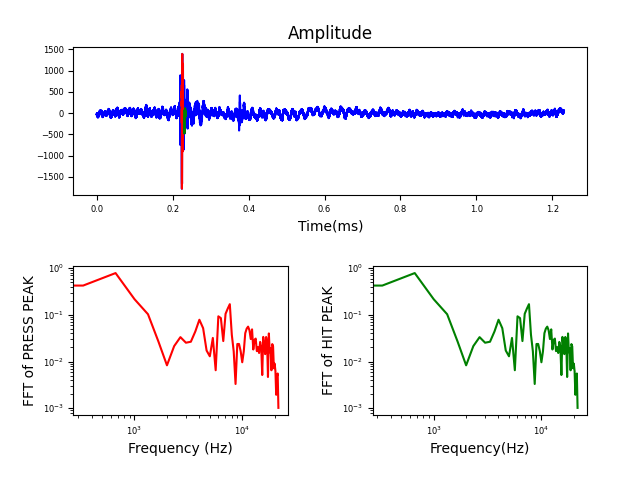 Amplitude
1500
1000
500
0
−500
−1000
−1500
0.0 0.2 0.4 0.6 0.8 1.0 1.2
Time(ms)
FFT of PRESS PEAK
10⁰
10⁻¹
10⁻²
10⁻³
10³ 10⁴
Frequency (Hz)
FFT of HIT PEAK
10⁰
10⁻¹
10⁻²
10⁻³
10³ 10⁴
Frequency(Hz)